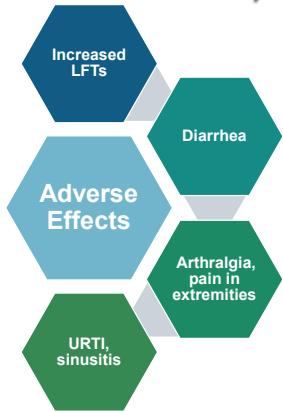 Increased
LFTs
Diarrhea
Adverse
Effects
Arthralgia,
pain in
extremities
URTI,
sinusitis